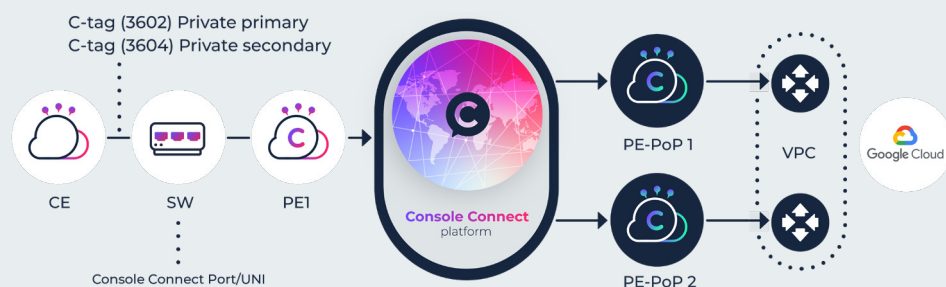 C-tag (3602) Private primary
C-tag (3604) Private secondary
CE
SW
PE1
Console Connect Port/UNI
C
C
Console Connect
platform
C
PE-PoP 1
C
PE-PoP 2
VPC
Google Cloud